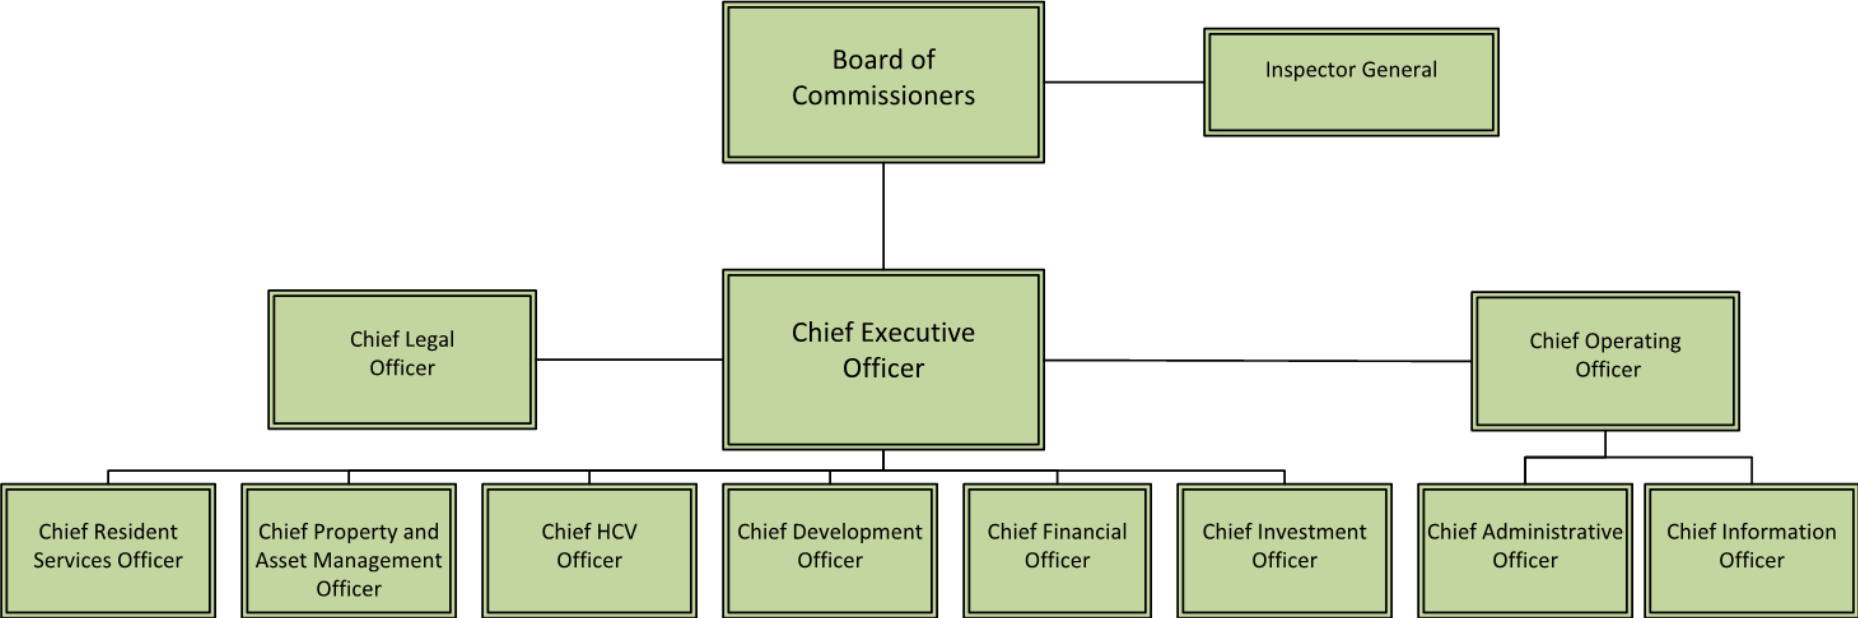 Board of
Commissioners
Inspector General
Chief Legal
Officer
Chief Executive
Officer
Chief Operating
Officer
Chief Resident
Services Officer
Chief Property and
Asset Management
Officer
Chief HCV
Officer
Chief Development
Officer
Chief Financial
Officer
Chief Investment
Officer
Chief Administrative
Officer
Chief Information
Officer